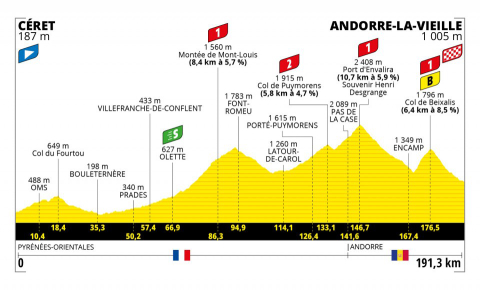 CÉRET
187 m
ANDORRE-LA-VIEILLE
1 005 m
1
1 560 m
Montée de Mont-Louis
(8,4 km à 5,7 %)
2
1 915 m
Col de Puymorens
(5,8 km à 4,7 %)
1
2 408 m
Port d'Envalira
(10,7 km à 5,9 %)
Souvenir Henri
Desgrange
1
B
1 796 m
Col de Beixalis
(6,4 km à 8,5 %)
433 m
VILLEFRANCHE-DE-CONFLENT
S
627 m
OLETTE
1 783 m
FONT-
ROMEU
1 615 m
PORTÉ-PUYMORENS
2 089 m
PAS DE
LA CASE
1 260 m
LATOUR-
DE-CAROL
1 349 m
ENCAMP
649 m
Col du Fourtou
198 m
BOULETERNÈRE
488 m
OMS
340 m
PRADES
10,4 18,4 35,3 50,2 57,4 66,9 86,3 94,9 114,1 126,4 133,1 141,6 146,7 167,4 176,5
PYRÉNÉES-ORIENTALES
ANDORRE
0
191,3 km